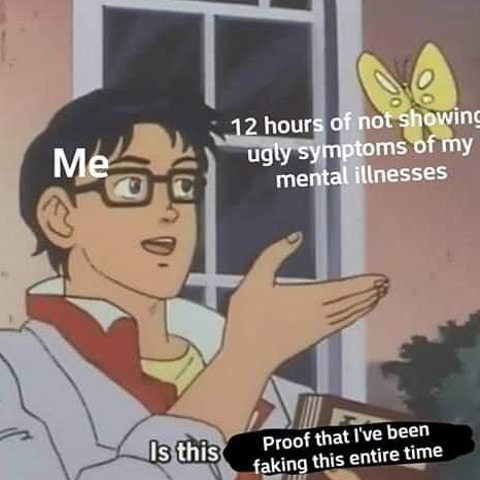 12 hours of not showing
ugly symptoms of my
mental illnesses
Me
Is this
Proof that I've been
faking this entire time